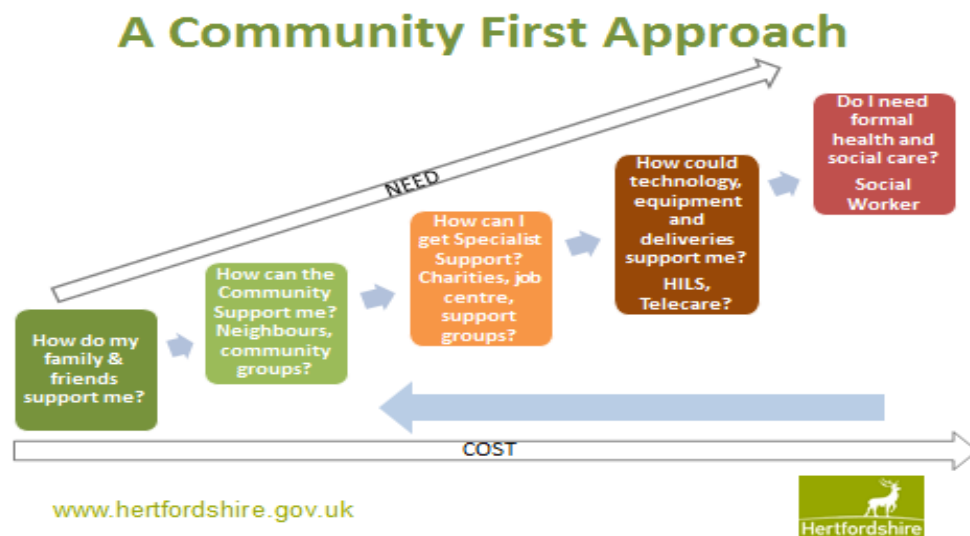 A Community First Approach
NEED
How do my
family &
friends
support me?
How can the
Community
Support me?
Neighbours,
community
groups?
How can I
get Specialist
Support?
Charities, job
centre,
support
groups?
How could
technology,
equipment
and
deliveries
support me?
HILS,
Telecare?
Do I need
formal
health and
social care?
Social
Worker
COST
www.hertfordshire.gov.uk
Hertfordshire